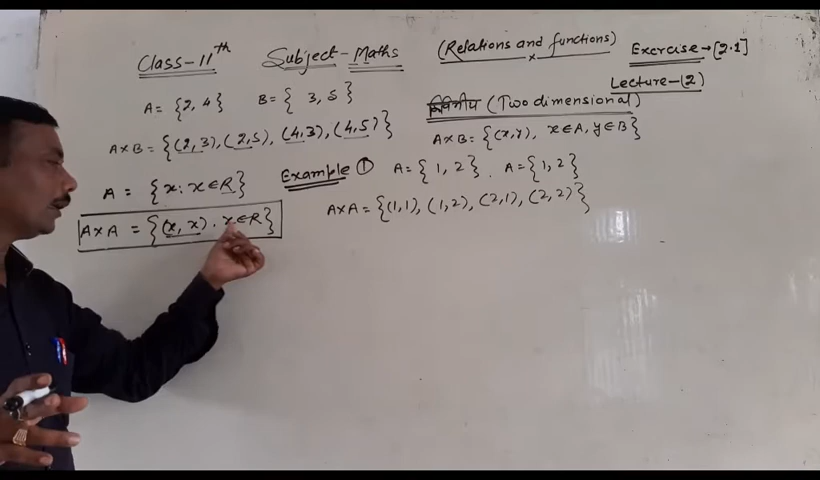 Class-11th Subject-Maths (Relations and functions) Exercise→[2.1]
Lecture-(2)
A= {2,4} B={ 3, 5 }
A×B = {(2,3),(2,5), (4,3), (4,5)}
A = {x: x∈R}
A×A = {(x, x). x∈R}
(Two dimensional)
A×B= {(x,y), x∈A, y∈B}
Example ① A={1, 2}. A={1, 2}
A×A = {(1,1), (1,2), (2,1), (2,2)}